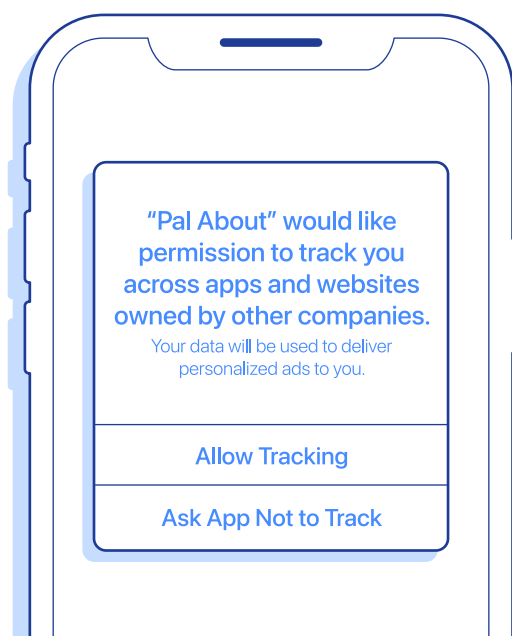 “Pal About” would like
permission to track you
across apps and websites
owned by other companies.
Your data will be used to deliver
personalized ads to you.
Allow Tracking
Ask App Not to Track